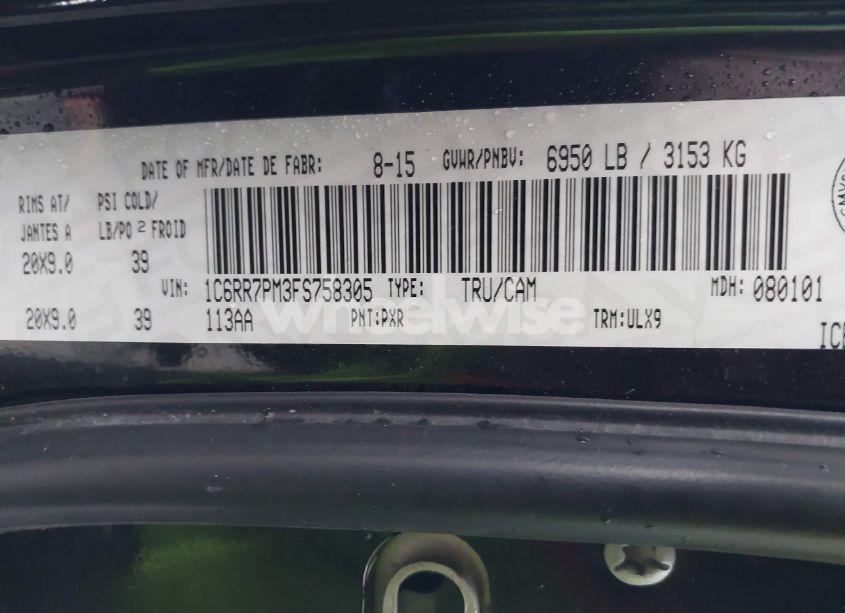 DATE OF MFR/DATE DE FABR: 8-15 GVWR/PNBV: 6950 LB / 3153 KG
RIMS AT/ PSI COLD/
JANTES A LB/PO 2 FROID
20X9.0 39
VIN: 1C6RR7PM3FS758305 TYPE: TRU/CAM MDH: 080101
20X9.0 39 113AA PNT:PXR TRM:ULX9
wheelwise